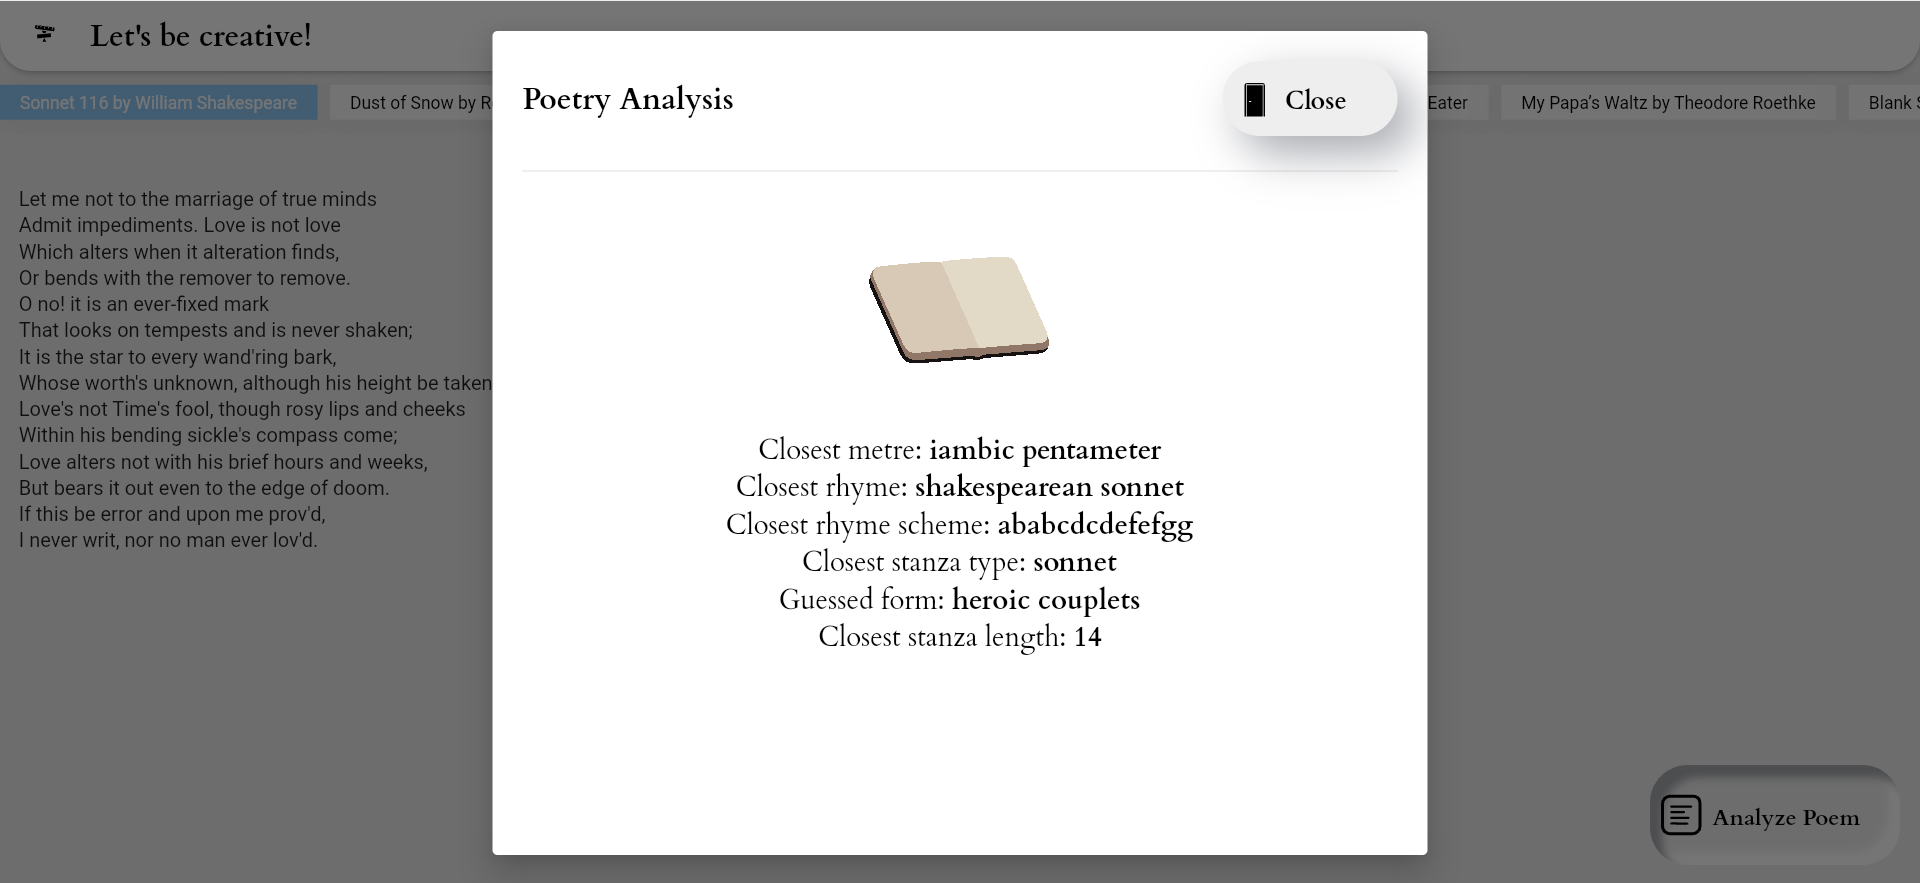 Let's be creative!
Sonnet 116 by William Shakespeare
Dust of Snow by R
Eater
My Papa's Waltz by Theodore Roethke
Blank
Let me not to the marriage of true minds
Admit impediments. Love is not love
Which alters when it alteration finds,
Or bends with the remover to remove.
O no! it is an ever-fixed mark
That looks on tempests and is never shaken;
It is the star to every wand'ring bark,
Whose worth's unknown, although his height be taken
Love's not Time's fool, though rosy lips and cheeks
Within his bending sickle's compass come;
Love alters not with his brief hours and weeks,
But bears it out even to the edge of doom.
If this be error and upon me prov'd,
I never writ, nor no man ever lov'd.
Poetry Analysis
Close
Closest metre: iambic pentameter
Closest rhyme: shakespearean sonnet
Closest rhyme scheme: ababcdcdefefgg
Closest stanza type: sonnet
Guessed form: heroic couplets
Closest stanza length: 14
Analyze Poem